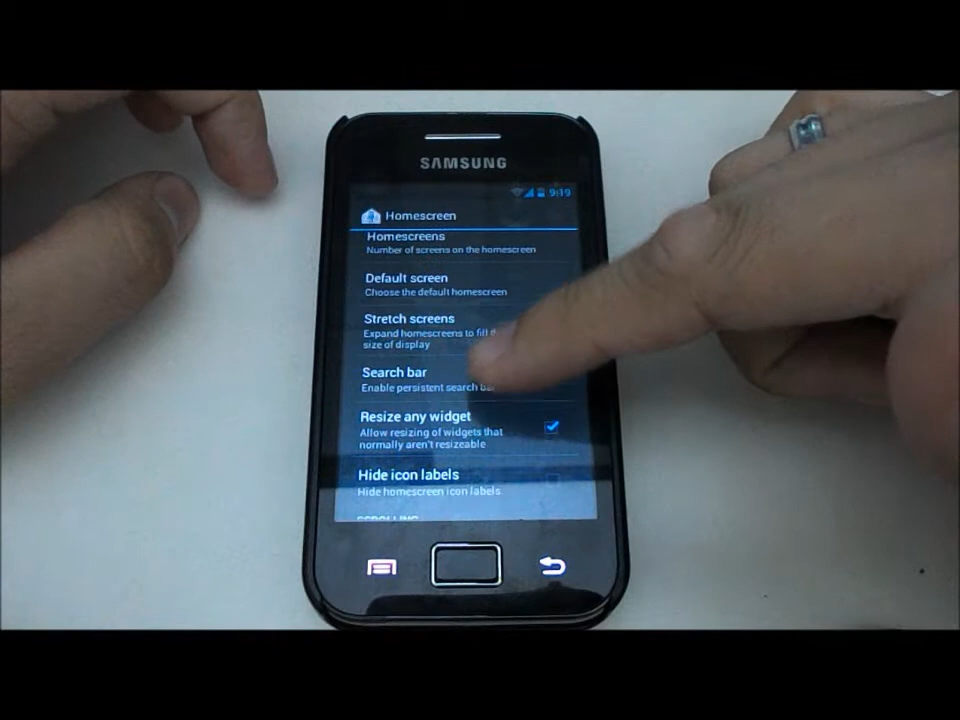 SAMSUNG
9:19
Homescreen
Homescreens
Number of screens on the homescreen
Default screen
Choose the default homescreen
Stretch screens
Expand homescreens to fill
size of display
Search bar
Enable persistent search
Resize any widget
Allow resizing of widgets that
normally aren't resizeable
Hide icon labels
Hide homescreen icon labels
SCROLLING